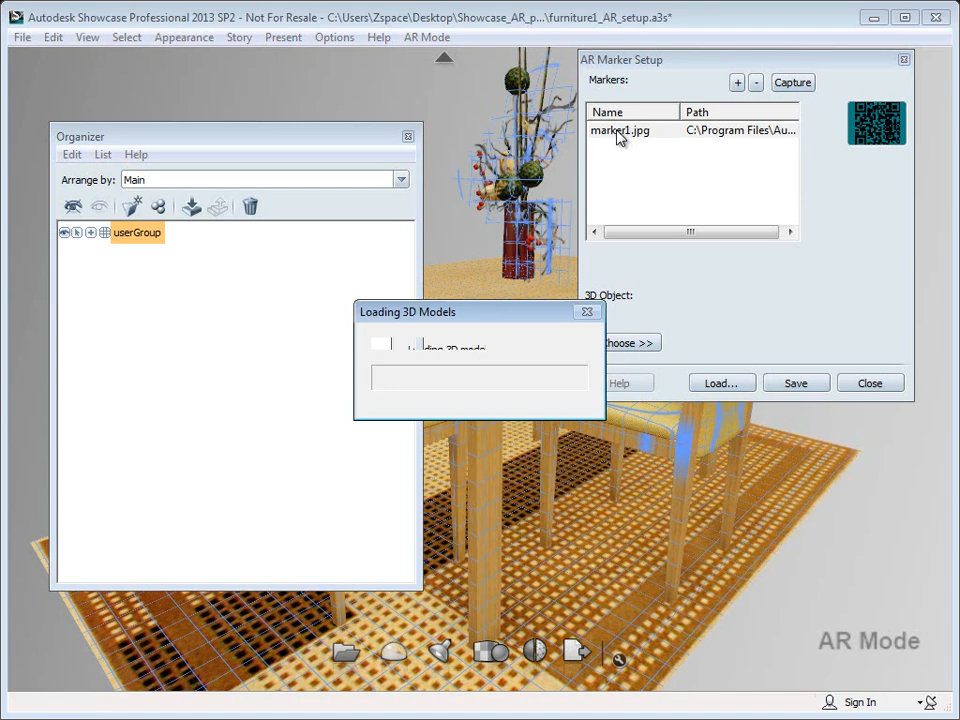 Autodesk Showcase Professional 2013 SP2 - Not For Resale - C:\Users\Zspace\Desktop\Showcase_AR_p...\furniture1_AR_setup.a3s*
File Edit View Select Appearance Story Present Options Help AR Mode
AR Marker Setup
Markers:
+ - Capture
Name Path
marker1.jpg C:\Program Files\Au...
Organizer
Edit List Help
Arrange by: Main
userGroup
3D Object:
Loading 3D Models
Choose >>
Help Load... Save Close
AR Mode
Sign In